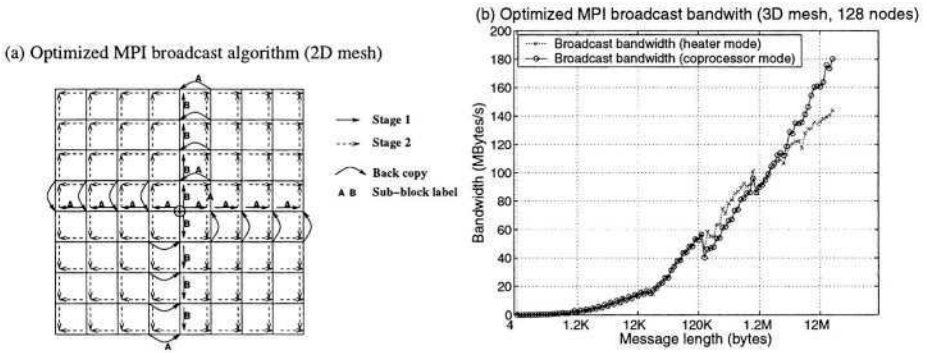 (a) Optimized MPI broadcast algorithm (2D mesh)
A
B
B
B
A
A
B
A
A
A
A
A
A
A
A
B
B
B
B
A
Stage 1
Stage 2
Back copy
A B Sub-block label
(b) Optimized MPI broadcast bandwith (3D mesh, 128 nodes)
Broadcast bandwidth (heater mode)
Broadcast bandwidth (coprocessor mode)
Bandwidth (MBytes/s)
200
180
160
140
120
100
80
60
40
20
0
4
1.2K
12K
120K
1.2M
12M
Message length (bytes)